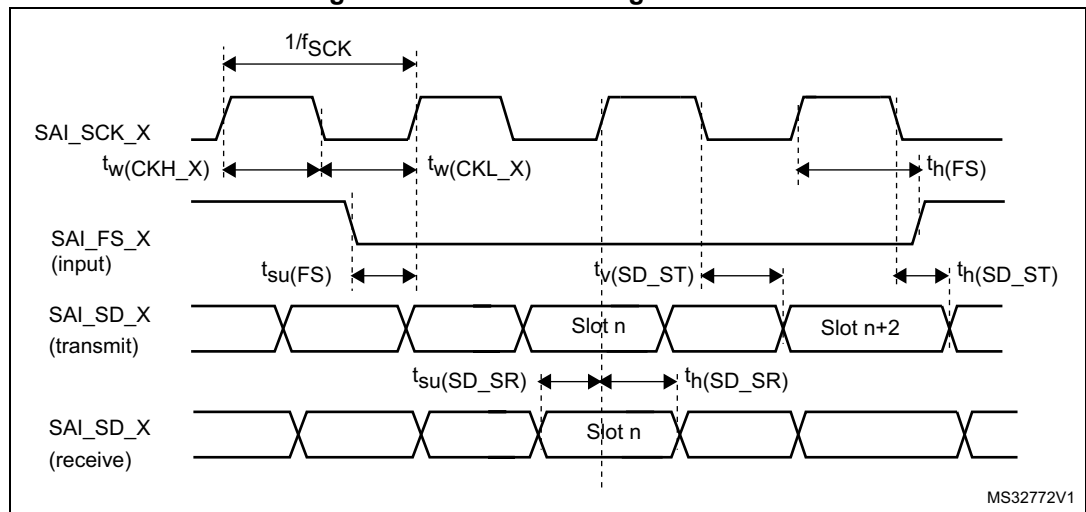 1/fSCK
SAI_SCK_X
tw(CKH_X)
tw(CKL_X)
th(FS)
SAI_FS_X
(input)
tsu(FS)
tv(SD_ST)
th(SD_ST)
SAI_SD_X
(transmit)
Slot n
Slot n+2
tsu(SD_SR)
th(SD_SR)
SAI_SD_X
(receive)
Slot n
MS32772V1